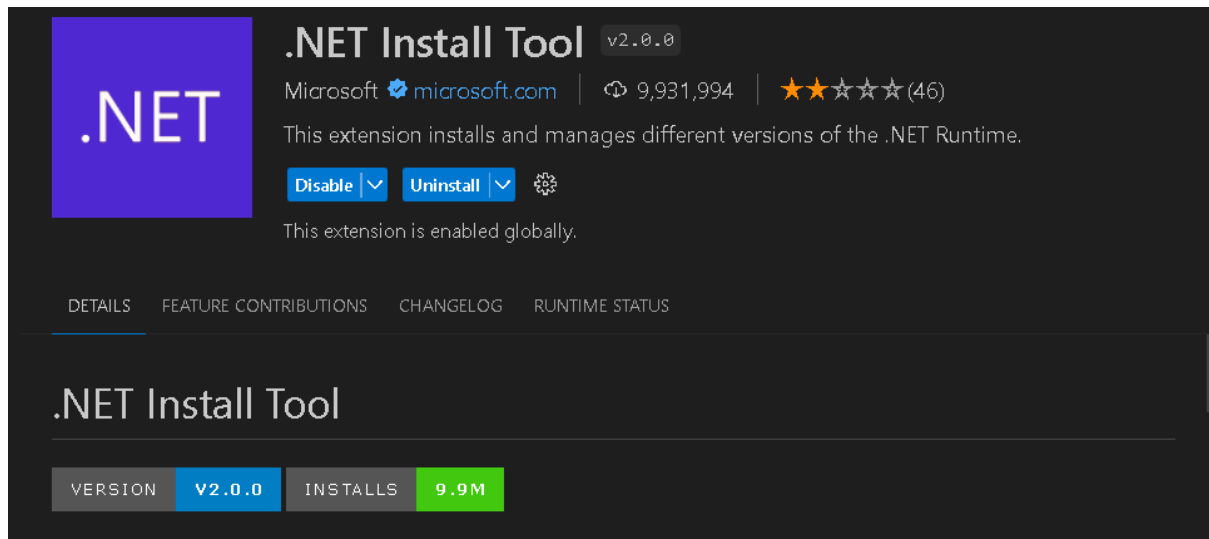 .NET
.NET Install Tool v2.0.0
Microsoft microsoft.com 9,931,994 (46)
This extension installs and manages different versions of the .NET Runtime.
Disable Uninstall
This extension is enabled globally.
DETAILS FEATURE CONTRIBUTIONS CHANGELOG RUNTIME STATUS
.NET Install Tool
VERSION V2.0.0 INSTALLS 9.9M